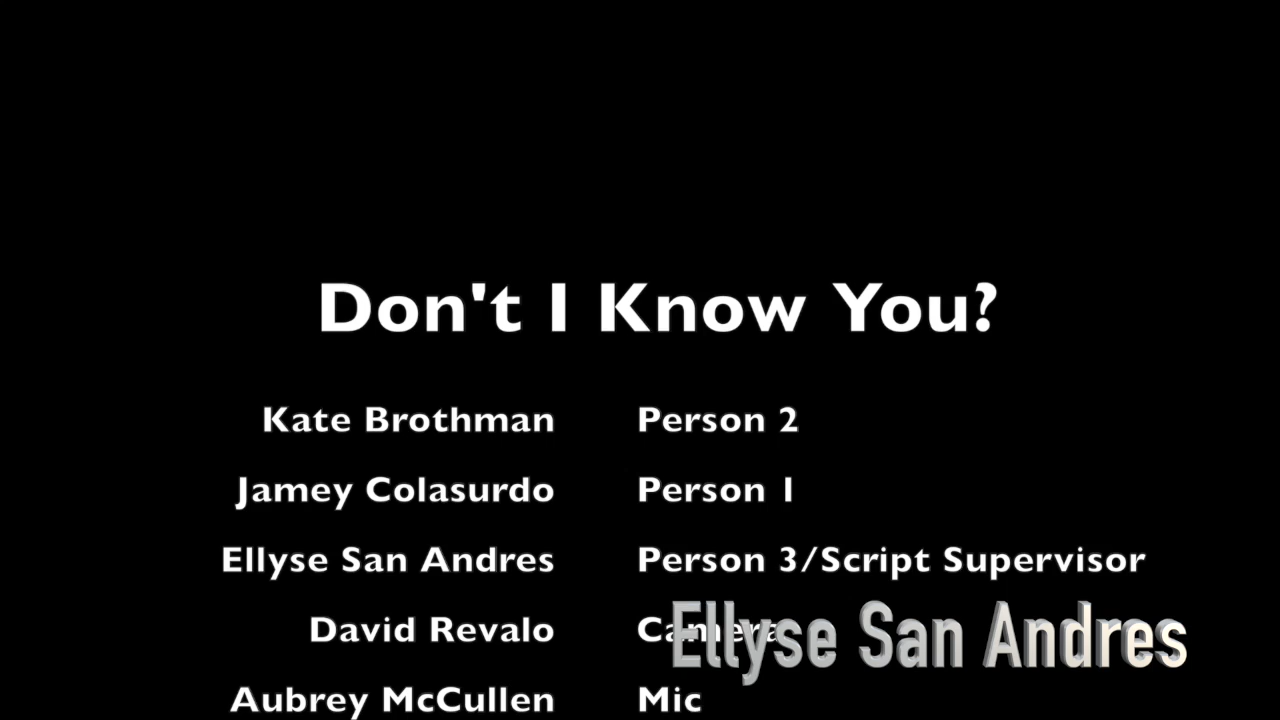 Don't I Know You?
Kate Brothman Person 2
Jamey Colasurdo Person 1
Ellyse San Andres Person 3/Script Supervisor
David Revalo Camera
Ellyse San Andres
Aubrey McCullen Mic